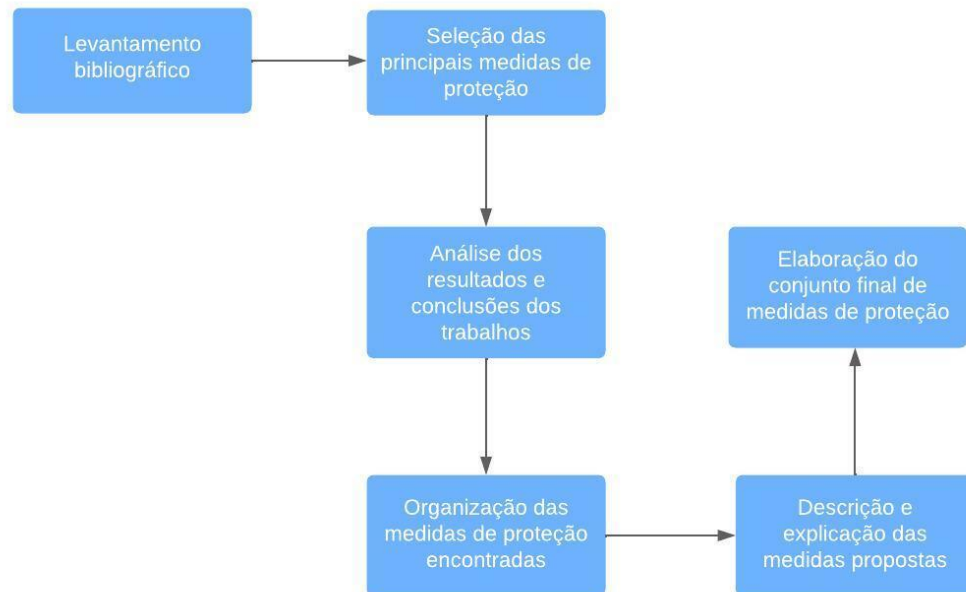 Levantamento
bibliográfico
Seleção das
principais medidas de
proteção
Análise dos
resultados e
conclusões dos
trabalhos
Organização das
medidas de proteção
encontradas
Descrição e
explicação das
medidas propostas
Elaboração do
conjunto final de
medidas de proteção